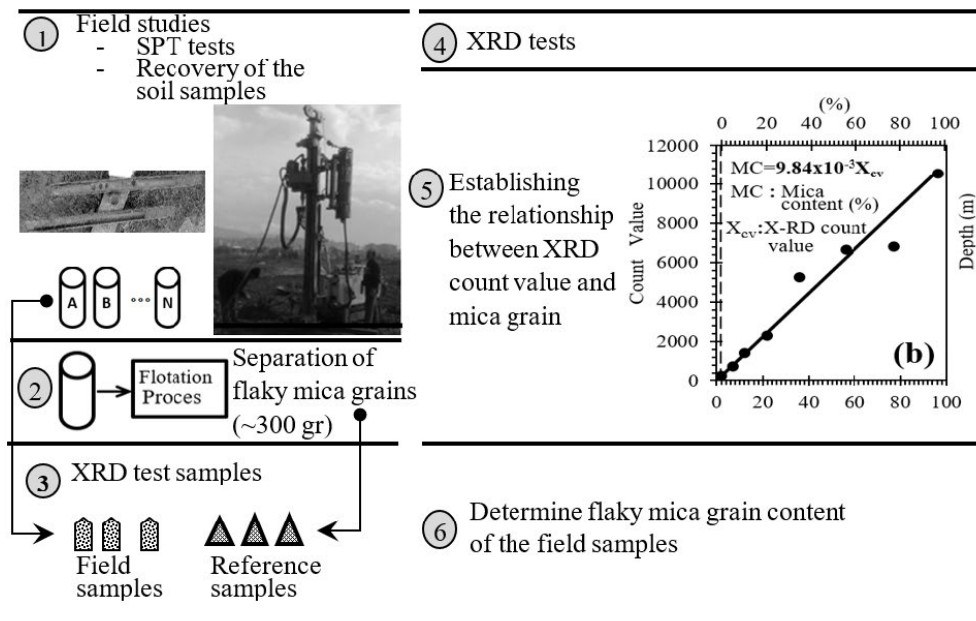 1
Field studies
- SPT tests
- Recovery of the
soil samples
A B N
2
Flotation
Proces
Separation of
flaky mica grains
(~300 gr)
3
XRD test samples
Field
samples
Reference
samples
4
XRD tests
5
Establishing
the relationship
between XRD
count value and
mica grain
(%)
0 20 40 60 80 100
12000
10000
8000
6000
4000
2000
0
Count Value
MC=9.84x10-3Xcv
MC : Mica
content (%)
Xcv:X-RD count
value
(b)
Depth (m)
0 20 40 60 80 100
6
Determine flaky mica grain content
of the field samples